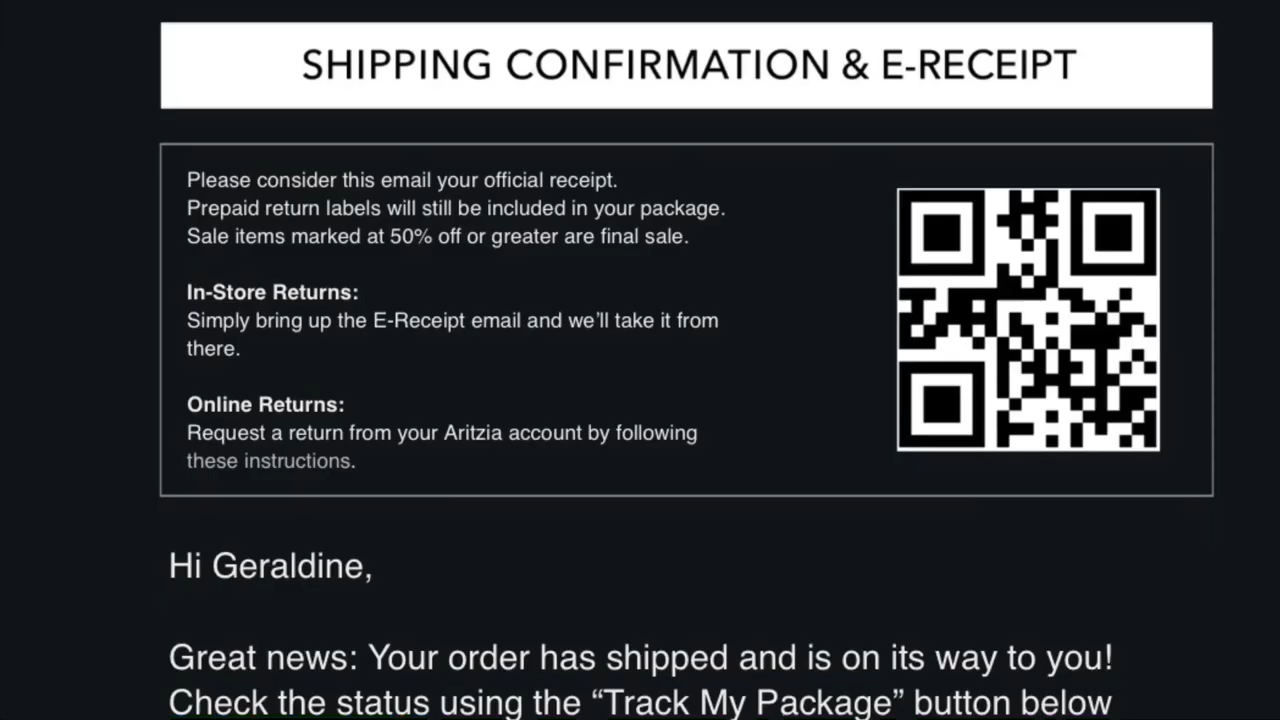 SHIPPING CONFIRMATION & E-RECEIPT
Please consider this email your official receipt.
Prepaid return labels will still be included in your package.
Sale items marked at 50% off or greater are final sale.
In-Store Returns:
Simply bring up the E-Receipt email and we’ll take it from
there.
Online Returns:
Request a return from your Aritzia account by following
these instructions.
Hi Geraldine,
Great news: Your order has shipped and is on its way to you!
Check the status using the “Track My Package” button below